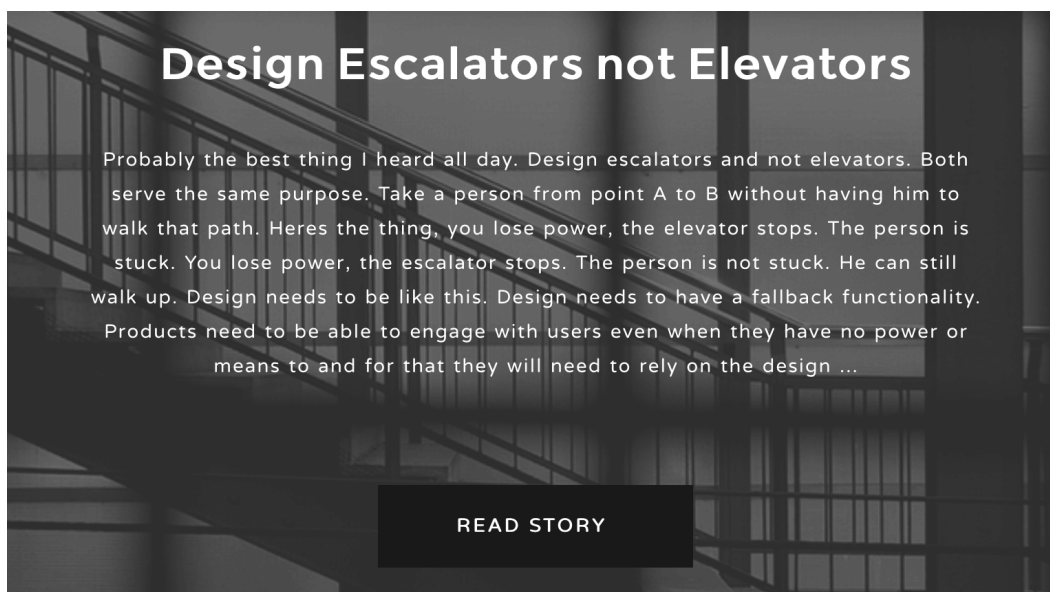 Design Escalators not Elevators
Probably the best thing I heard all day. Design escalators and not elevators. Both
serve the same purpose. Take a person from point A to B without having him to
walk that path. Heres the thing, you lose power, the elevator stops. The person is
stuck. You lose power, the escalator stops. The person is not stuck. He can still
walk up. Design needs to be like this. Design needs to have a fallback functionality.
Products need to be able to engage with users even when they have no power or
means to and for that they will need to rely on the design ...
READ STORY